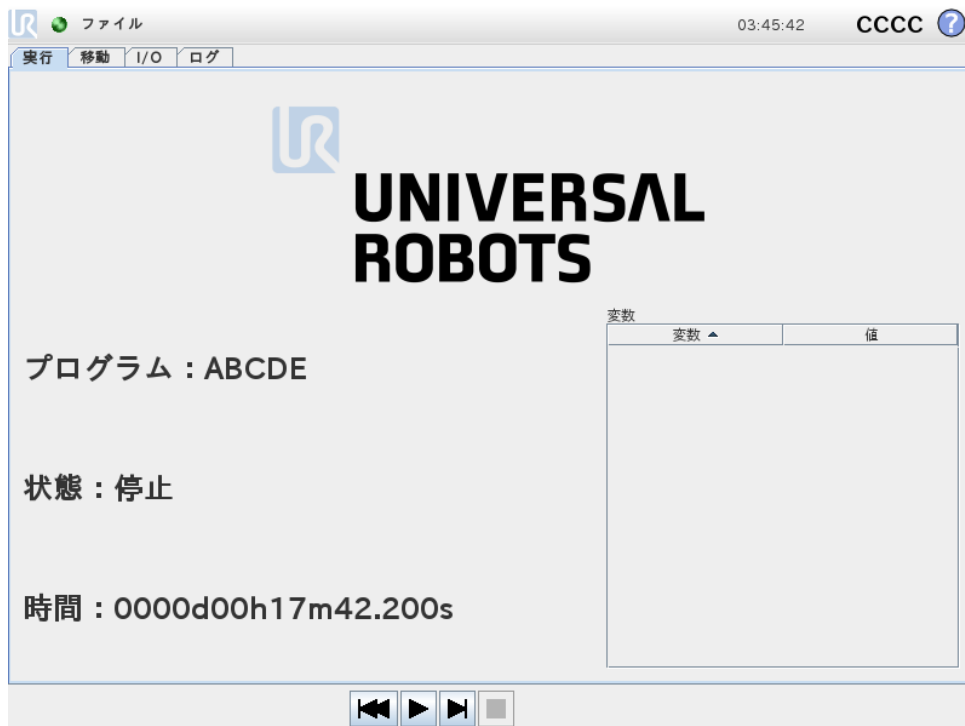 ファイル 03:45:42 CCCC ?
実行 移動 I/O ログ
UNIVERSAL
ROBOTS
変数
変数 値
プログラム：ABCDE
状態：停止
時間：0000d00h17m42.200s